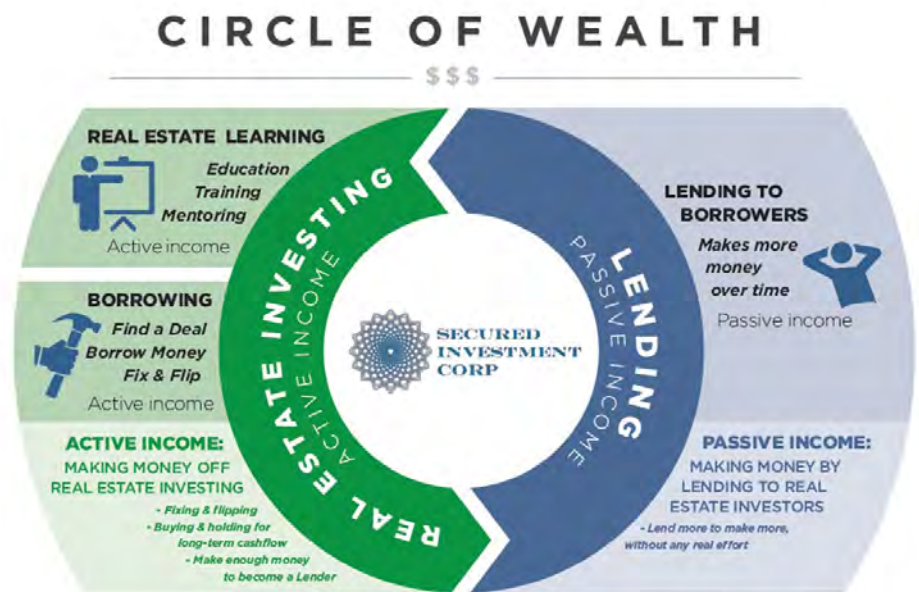 CIRCLE OF WEALTH
$$$
REAL ESTATE LEARNING
Education
Training
Mentoring
Active income
BORROWING
Find a Deal
Borrow Money
Fix & Flip
Active income
ACTIVE INCOME:
MAKING MONEY OFF
REAL ESTATE INVESTING
- Fixing & flipping
- Buying & holding for
long-term cashflow
- Make enough money
to become a Lender
REAL ESTATE INVESTING
ACTIVE INCOME
SECURED
INVESTMENT
CORP
LENDING
PASSIVE INCOME
LENDING TO
BORROWERS
Makes more
money
over time
Passive income
PASSIVE INCOME:
MAKING MONEY BY
LENDING TO REAL
ESTATE INVESTORS
- Lend more to make more,
without any real effort